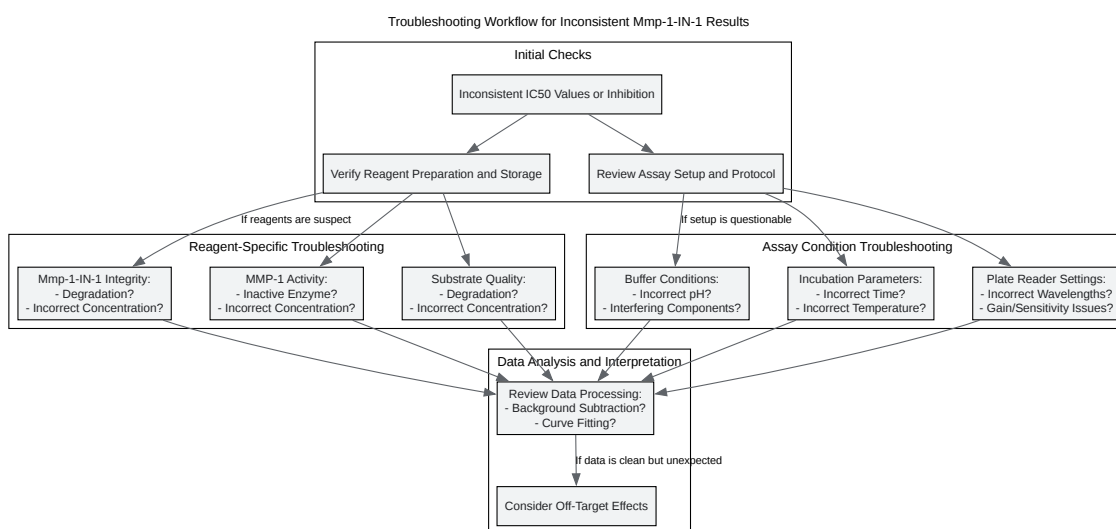 Troubleshooting Workflow for Inconsistent Mmp-1-IN-1 Results
Initial Checks
Inconsistent IC50 Values or Inhibition
Verify Reagent Preparation and Storage
Review Assay Setup and Protocol
If reagents are suspect
If setup is questionable
Reagent-Specific Troubleshooting
Mmp-1-IN-1 Integrity:
- Degradation?
- Incorrect Concentration?
MMP-1 Activity:
- Inactive Enzyme?
- Incorrect Concentration?
Substrate Quality:
- Degradation?
- Incorrect Concentration?
Assay Condition Troubleshooting
Buffer Conditions:
- Incorrect pH?
- Interfering Components?
Incubation Parameters:
- Incorrect Time?
- Incorrect Temperature?
Plate Reader Settings:
- Incorrect Wavelengths?
- Gain/Sensitivity Issues?
Data Analysis and Interpretation
Review Data Processing:
- Background Subtraction?
- Curve Fitting?
If data is clean but unexpected
Consider Off-Target Effects